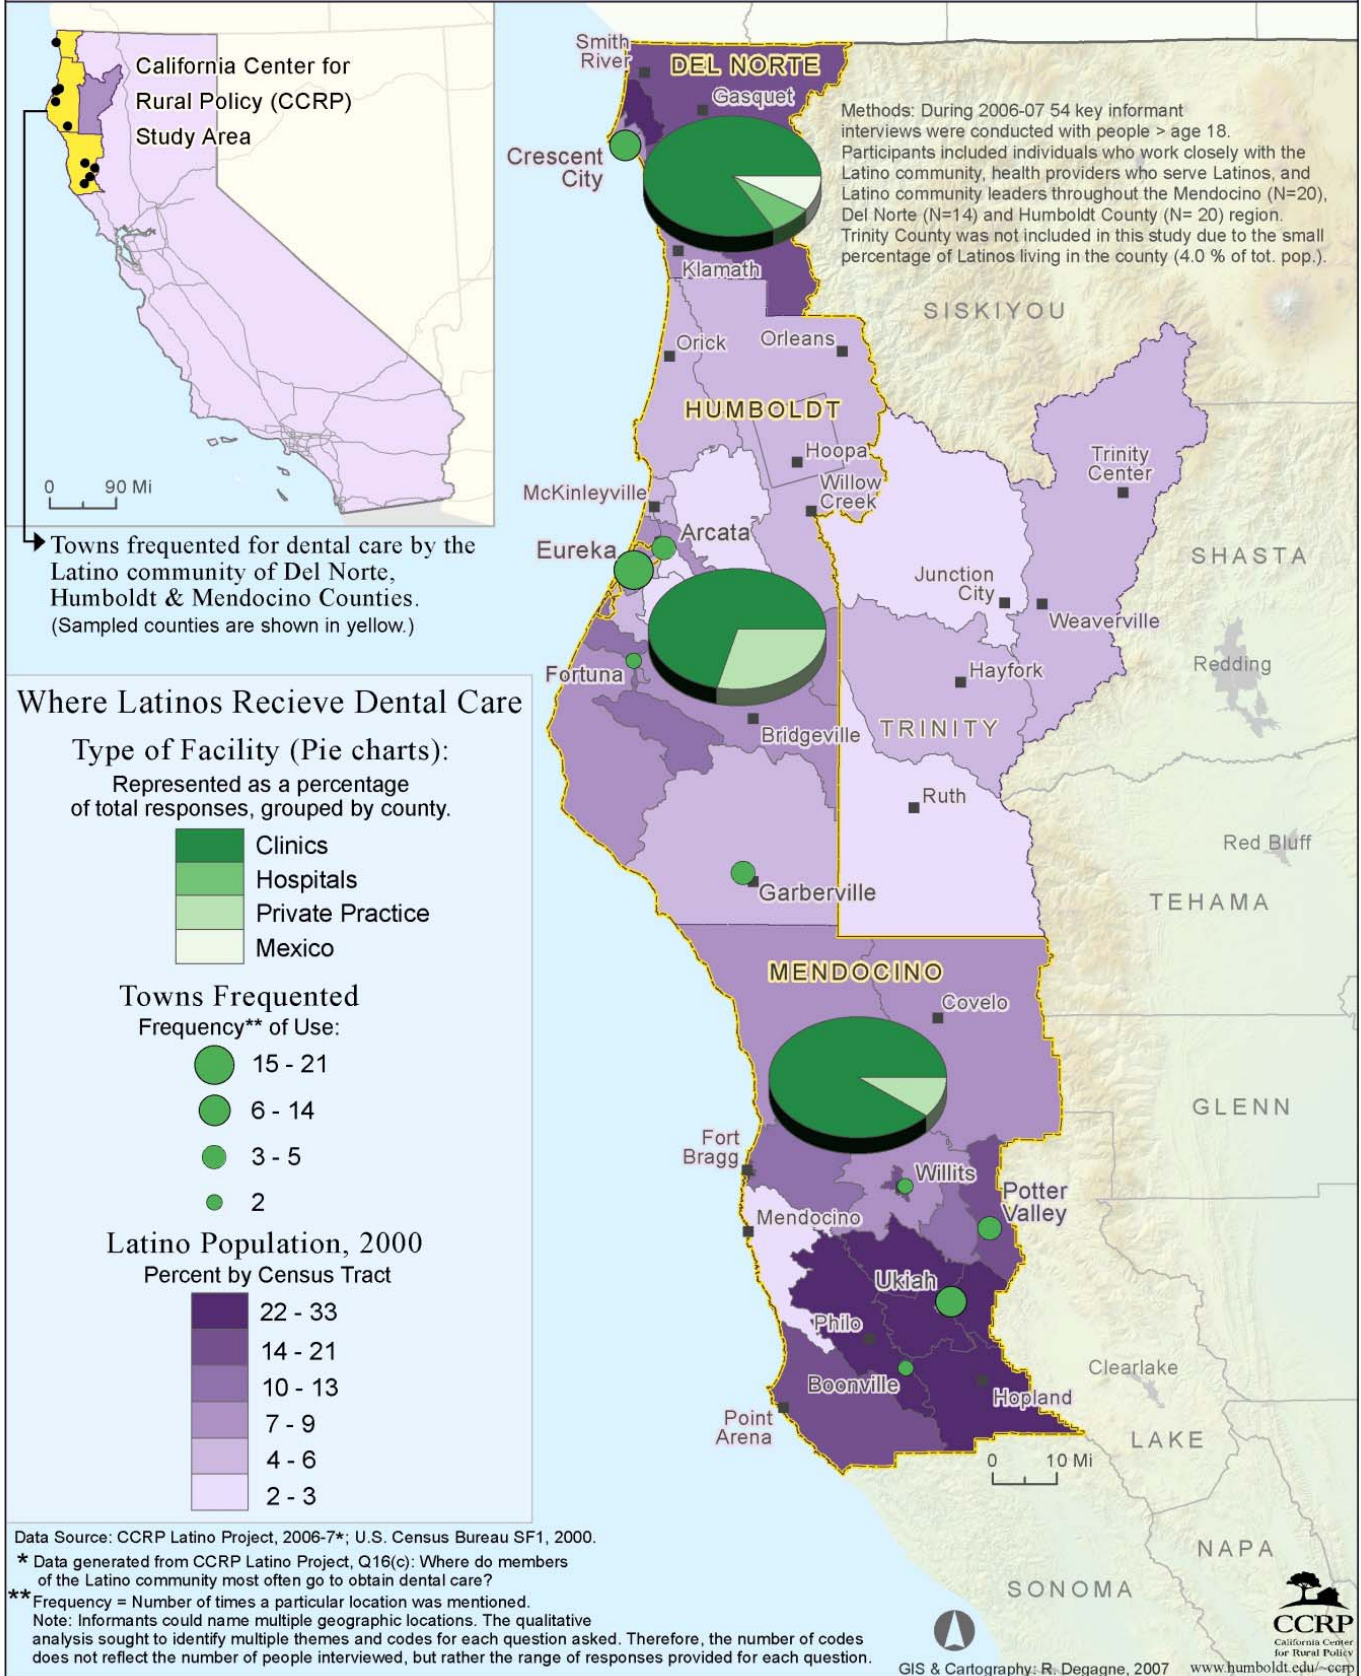 California Center for
Rural Policy (CCRP)
Study Area
0 90 Mi
Towns frequented for dental care by the
Latino community of Del Norte,
Humboldt & Mendocino Counties.
(Sampled counties are shown in yellow.)
Where Latinos Recieve Dental Care
Type of Facility (Pie charts):
Represented as a percentage
of total responses, grouped by county.
Clinics
Hospitals
Private Practice
Mexico
Towns Frequented
Frequency** of Use:
15 - 21
6 - 14
3 - 5
2
Latino Population, 2000
Percent by Census Tract
22 - 33
14 - 21
10 - 13
7 - 9
4 - 6
2 - 3
Data Source: CCRP Latino Project, 2006-7*; U.S. Census Bureau SF1, 2000.
* Data generated from CCRP Latino Project, Q16(c): Where do members
of the Latino community most often go to obtain dental care?
** Frequency = Number of times a particular location was mentioned.
Note: Informants could name multiple geographic locations. The qualitative
analysis sought to identify multiple themes and codes for each question asked. Therefore, the number of codes
does not reflect the number of people interviewed, but rather the range of responses provided for each question.
Methods: During 2006-07 54 key informant
interviews were conducted with people > age 18.
Participants included individuals who work closely with the
Latino community, health providers who serve Latinos, and
Latino community leaders throughout the Mendocino (N=20),
Del Norte (N=14) and Humboldt County (N= 20) region.
Trinity County was not included in this study due to the small
percentage of Latinos living in the county (4.0 % of tot. pop.).
Smith
River
DEL NORTE
Gasquet
Crescent
City
Klamath
SISKIYOU
Orick
Orleans
HUMBOLDT
Hoopa
Trinity
Center
McKinleyville
Willow
Creek
Arcata
Eureka
SHASTA
Junction
City
Weaverville
Fortuna
Hayfork
Redding
Bridgeville
TRINITY
Ruth
Red Bluff
Garberville
TEHAMA
MENDOCINO
Covelo
GLENN
Fort
Bragg
Willits
Potter
Valley
Mendocino
Ukiah
Philo
Clearlake
Boonville
Hopland
Point
Arena
LAKE
0 10 Mi
NAPA
SONOMA
CCRP
California Center
for Rural Policy
GIS & Cartography: R. Degagne, 2007
www.humboldt.edu/~ccrp